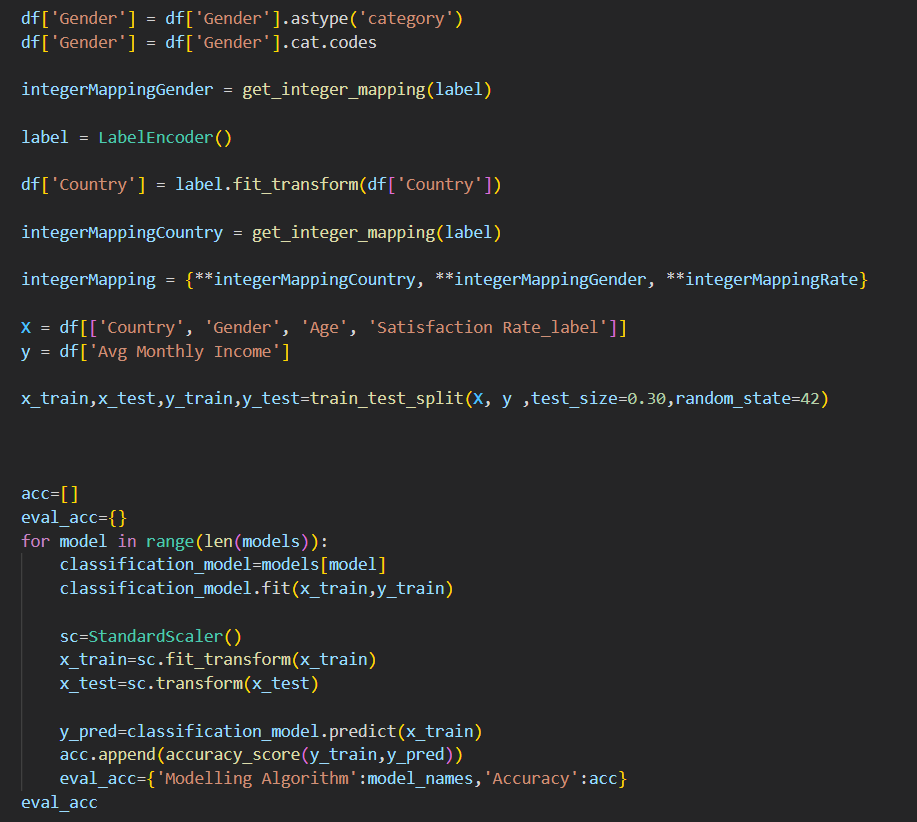 df['Gender'] = df['Gender'].astype('category')
df['Gender'] = df['Gender'].cat.codes
integerMappingGender = get_integer_mapping(label)
label = LabelEncoder()
df['Country'] = label.fit_transform(df['Country'])
integerMappingCountry = get_integer_mapping(label)
integerMapping = {**integerMappingCountry, **integerMappingGender, **integerMappingRate}
X = df[['Country', 'Gender', 'Age', 'Satisfaction Rate_label']]
y = df['Avg Monthly Income']
x_train,x_test,y_train,y_test=train_test_split(X, y ,test_size=0.30,random_state=42)
acc=[]
eval_acc={}
for model in range(len(models)):
    classification_model=models[model]
    classification_model.fit(x_train,y_train)
    sc=StandardScaler()
    x_train=sc.fit_transform(x_train)
    x_test=sc.transform(x_test)
    y_pred=classification_model.predict(x_train)
    acc.append(accuracy_score(y_train,y_pred))
    eval_acc={'Modelling Algorithm':model_names,'Accuracy':acc}
eval_acc